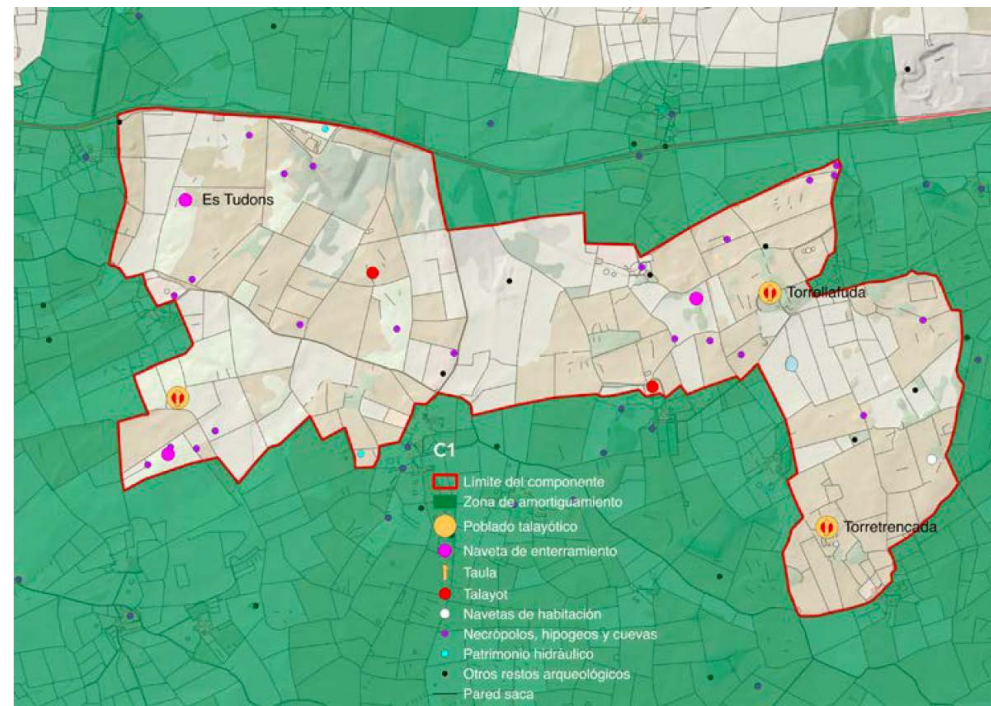 Es Tudons
Torrellafuda
C1
Límite del componente
Zona de amortiguamiento
Poblado talayótico
Torretrencada
Naveta de enterramiento
Taula
Talayot
Navetas de habitación
Necrópolos, hipogeos y cuevas
Patrimonio hidráulico
Otros restos arqueológicos
Pared saca